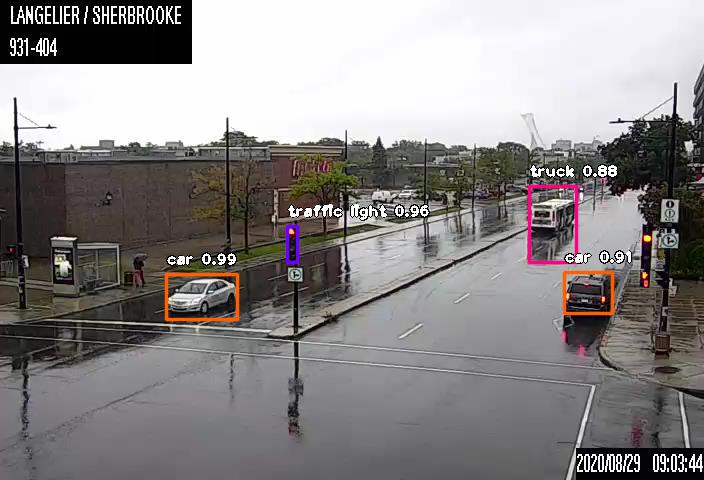 LANGELIER / SHERBROOKE
931-404
truck 0.88
traffic light 0.96
car 0.99
car 0.91
2020/08/29 09:03:44